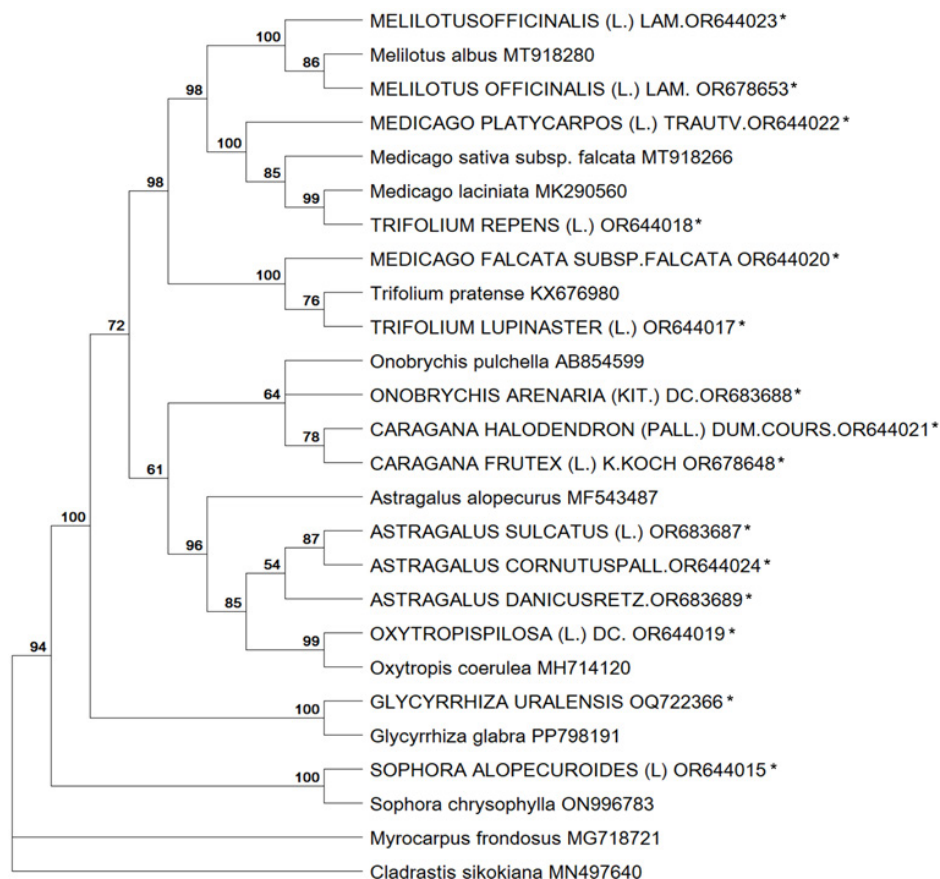 MELILOTUSOFFICINALIS (L.) LAM.OR644023*
100
Melilotus albus MT918280
86
MELILOTUS OFFICINALIS (L.) LAM. OR678653*
98
MEDICAGO PLATYCARPOS (L.) TRAUTV.OR644022*
100
Medicago sativa subsp. falcata MT918266
85
Medicago laciniata MK290560
98
99
TRIFOLIUM REPENS (L.) OR644018*
MEDICAGO FALCATA SUBSP.FALCATA OR644020*
100
Trifolium pratense KX676980
76
TRIFOLIUM LUPINASTER (L.) OR644017*
72
Onobrychis pulchella AB854599
64
ONOBRYCHIS ARENARIA (KIT.) DC.OR683688*
CARAGANA HALODENDRON (PALL.) DUM.COURS.OR644021*
78
CARAGANA FRUTEX (L.) K.KOCH OR678648*
61
Astragalus alopecurus MF543487
100
ASTRAGALUS SULCATUS (L.) OR683687*
87
96
ASTRAGALUS CORNUTUSPALL.OR644024*
54
ASTRAGALUS DANICUSRETZ.OR683689*
85
OXYTROPISPILOSA (L.) DC. OR644019*
99
94
Oxytropis coerulea MH714120
GLYCYRRHIZA URALENSIS OQ722366*
100
Glycyrrhiza glabra PP798191
SOPHORA ALOPECUROIDES (L) OR644015*
100
Sophora chrysophylla ON996783
Myrocarpus frondosus MG718721
Cladrastis sikokiana MN497640